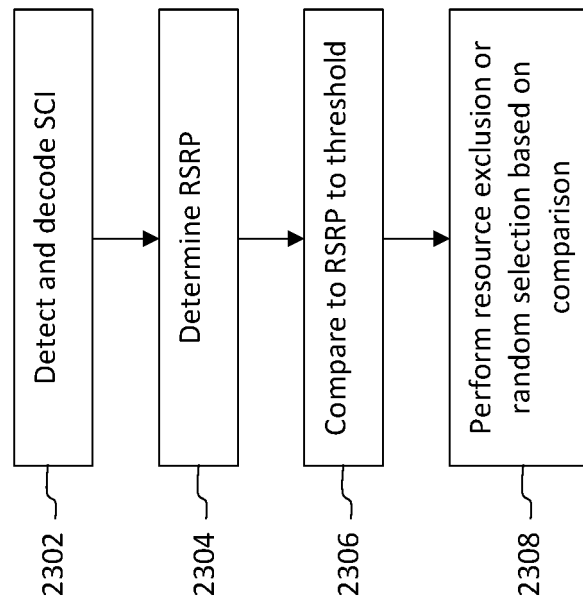 2302
Detect and decode SCI
2304
Determine RSRP
2306
Compare to RSRP to threshold
2308
Perform resource exclusion or
random selection based on
comparison